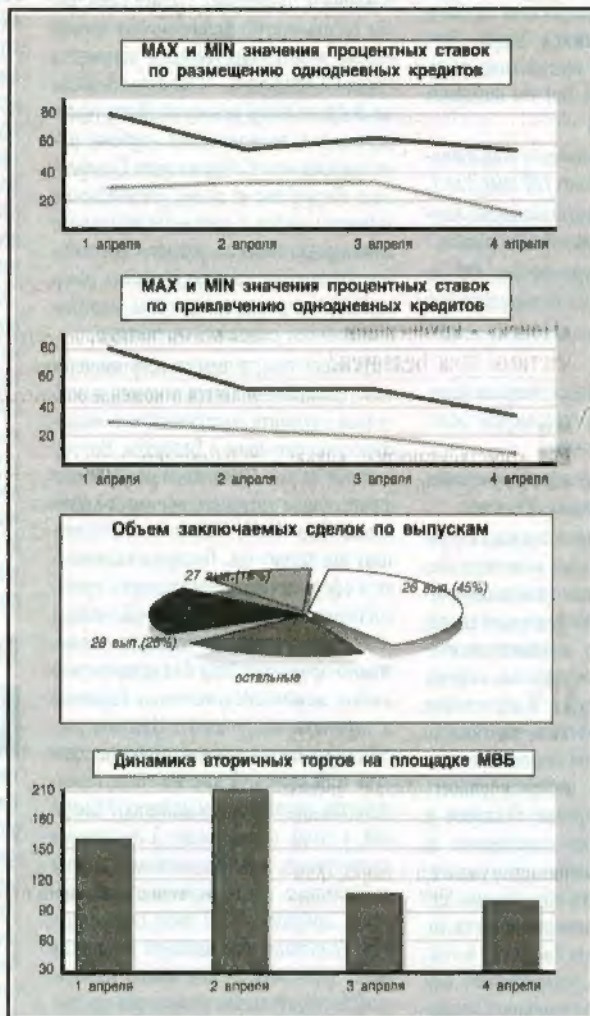 MAX и MIN значения процентных ставок
по размещению однодневных кредитов
80
60
40
20
1 апреля 2 апреля 3 апреля 4 апреля
MAX и MIN значения процентных ставок
по привлечению однодневных кредитов
80
60
40
20
1 апреля 2 апреля 3 апреля 4 апреля
Объем заключаемых сделок по выпускам
27 вып.
26 вып.(45%)
28 вып.(26%)
остальные
Динамика вторичных торгов на площадке МВБ
210
180
150
120
90
60
30
1 апреля 2 апреля 3 апреля 4 апреля